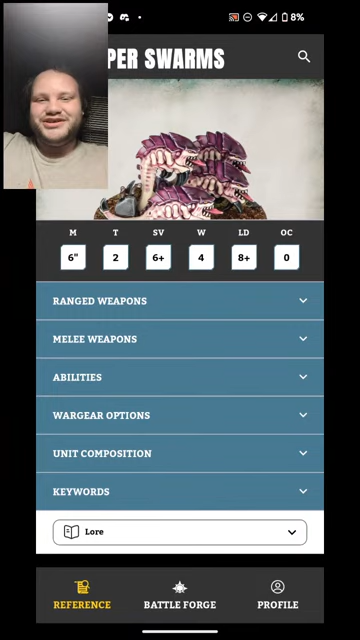 8%
PER SWARMS
M T SV W LD OC
6" 2 6+ 4 8+ 0
RANGED WEAPONS
MELEE WEAPONS
ABILITIES
WARGEAR OPTIONS
UNIT COMPOSITION
KEYWORDS
Lore
REFERENCE BATTLE FORGE PROFILE